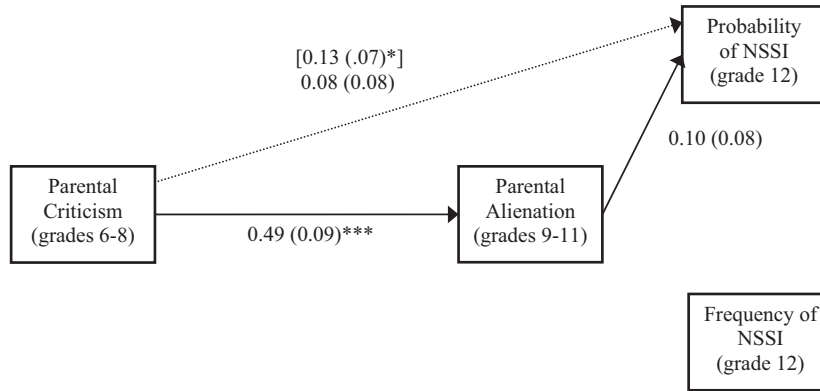 Probability
of NSSI
(grade 12)
[0.13 (.07)*]
0.08 (0.08)
0.10 (0.08)
Parental
Criticism
(grades 6-8)
Parental
Alienation
(grades 9-11)
0.49 (0.09)***
Frequency of
NSSI
(grade 12)